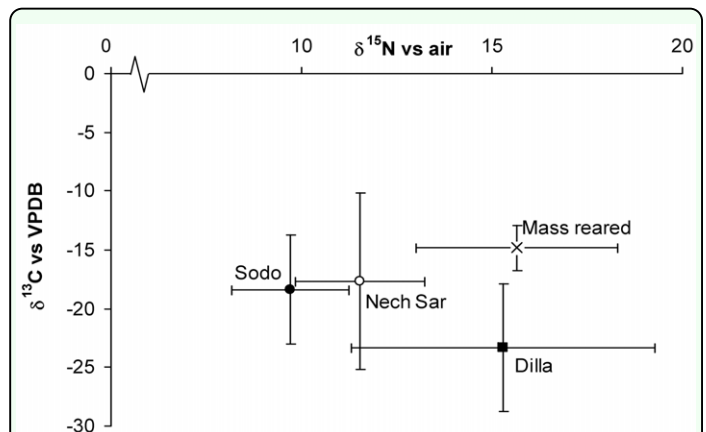 0 10 δ¹⁵N vs air 15 20
0
-5
-10
δ¹³C vs VPDB
Mass reared
-15
Sodo
Nech Sar
-20
Dilla
-25
-30